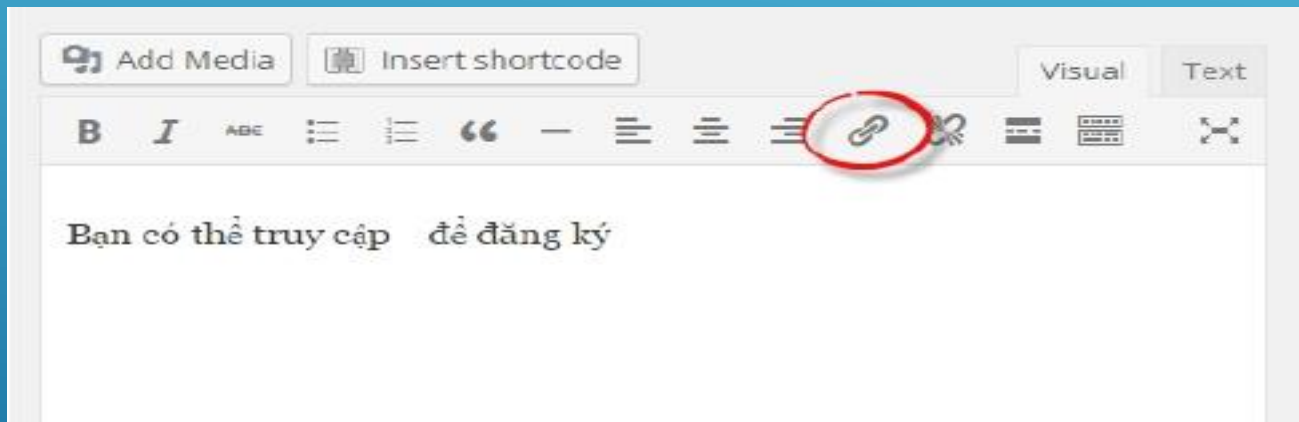 Add Media Insert shortcode
Visual Text
B I ABC
Bạn có thể truy cập để đăng ký